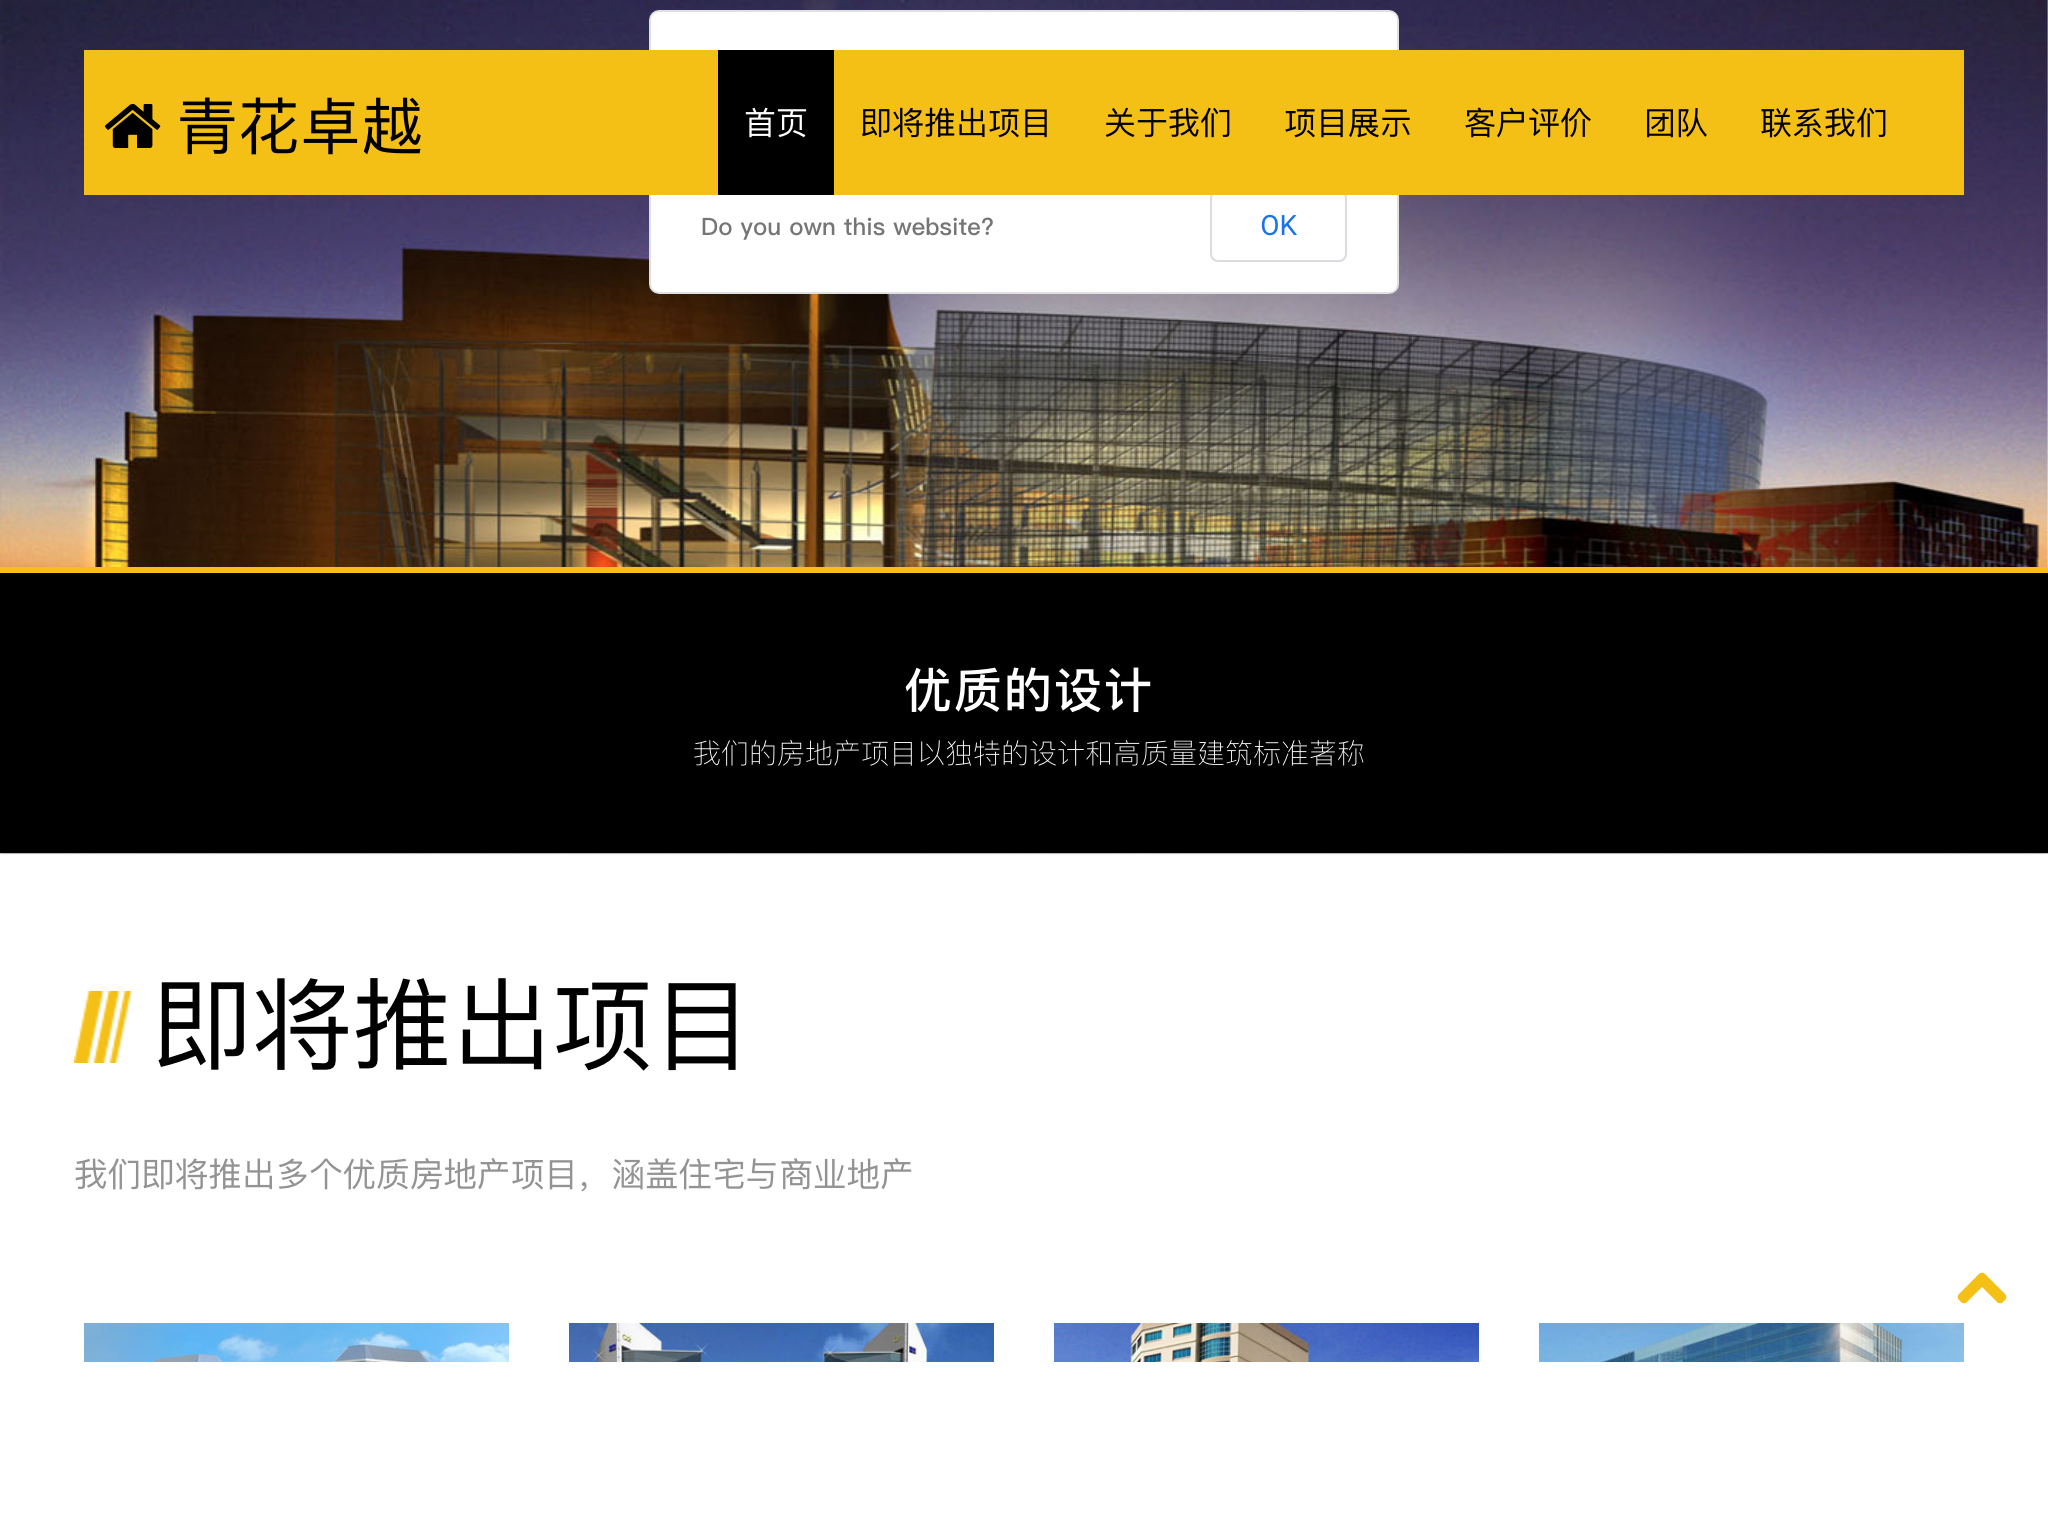 青花卓越
首页 即将推出项目 关于我们 项目展示 客户评价 团队 联系我们
Do you own this website?
OK
优质的设计
我们的房地产项目以独特的设计和高质量建筑标准著称
即将推出项目
我们即将推出多个优质房地产项目，涵盖住宅与商业地产